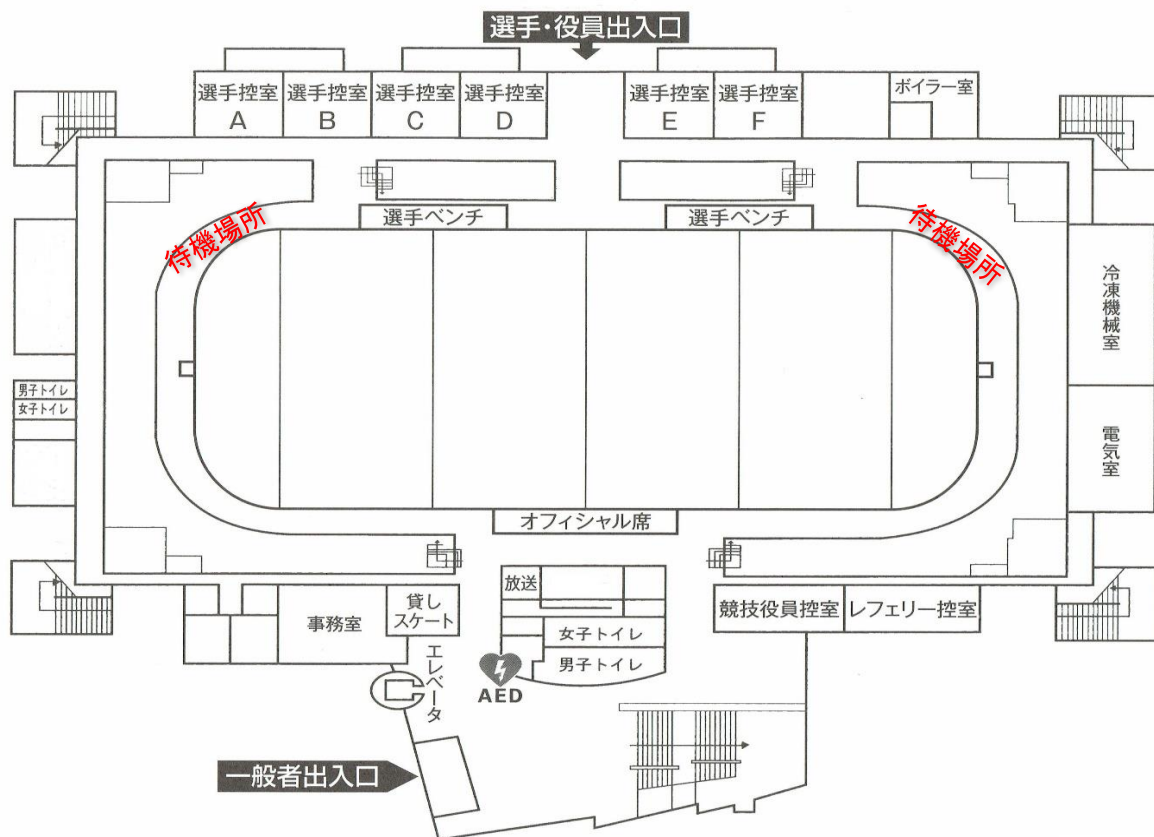 選手・役員出入口
選手控室
A
選手控室
B
選手控室
C
選手控室
D
選手控室
E
選手控室
F
ボイラー室
選手ベンチ
選手ベンチ
待機場所
待機場所
冷凍機械室
男子トイレ
女子トイレ
電気室
オフィシャル席
放送
貸し
スケート
事務室
競技役員控室
レフェリー控室
女子トイレ
男子トイレ
エレベータ
AED
一般者出入口